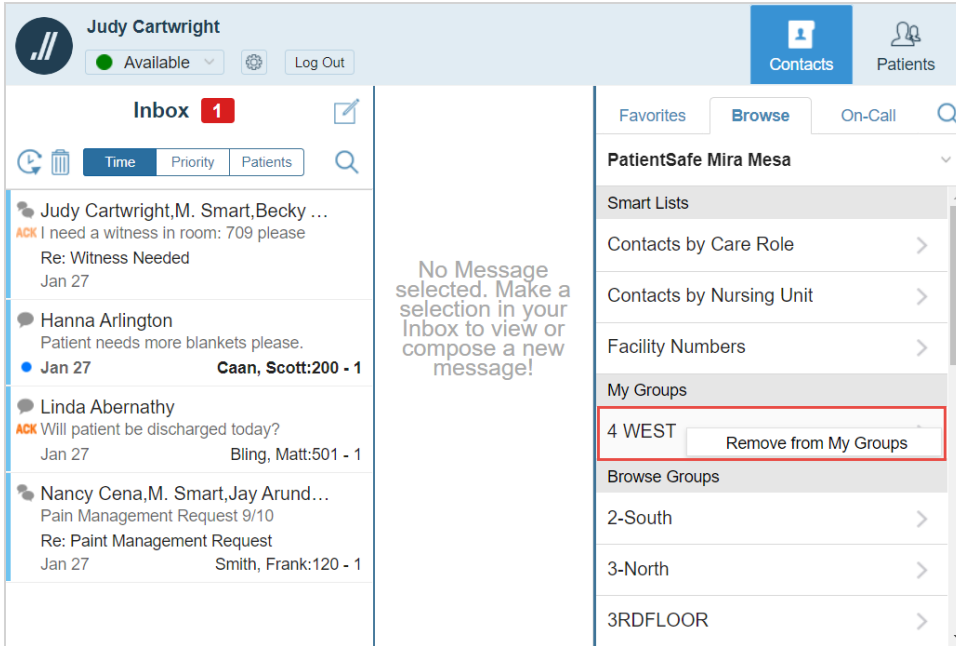 Judy Cartwright
Available
Log Out
Contacts
Patients
Inbox 1
Time
Priority
Patients
Judy Cartwright,M. Smart,Becky ...
ACK I need a witness in room: 709 please
Re: Witness Needed
Jan 27
Hanna Arlington
Patient needs more blankets please.
Jan 27 Caan, Scott:200 - 1
Linda Abernathy
ACK Will patient be discharged today?
Jan 27 Bling, Matt:501 - 1
Nancy Cena,M. Smart,Jay Arund...
Pain Management Request 9/10
Re: Paint Management Request
Jan 27 Smith, Frank:120 - 1
No Message
selected. Make a
selection in your
Inbox to view or
compose a new
message!
Favorites
Browse
On-Call
PatientSafe Mira Mesa
Smart Lists
Contacts by Care Role
Contacts by Nursing Unit
Facility Numbers
My Groups
4 WEST
Remove from My Groups
Browse Groups
2-South
3-North
3RDFLOOR